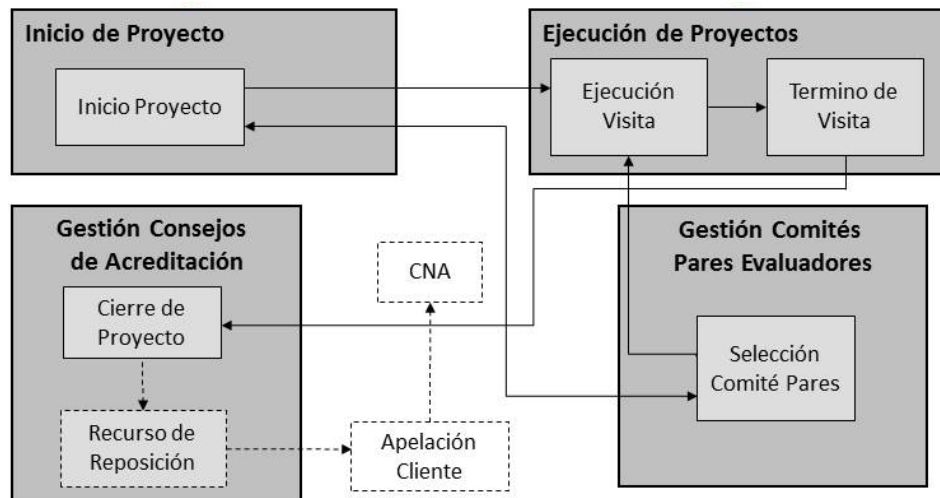 Inicio de Proyecto
Inicio Proyecto
Ejecución de Proyectos
Ejecución
Visita
Termino de
Visita
Gestión Consejos
de Acreditación
Cierre de
Proyecto
Recurso de
Reposición
CNA
Apelación
Cliente
Gestión Comités
Pares Evaluadores
Selección
Comité Pares